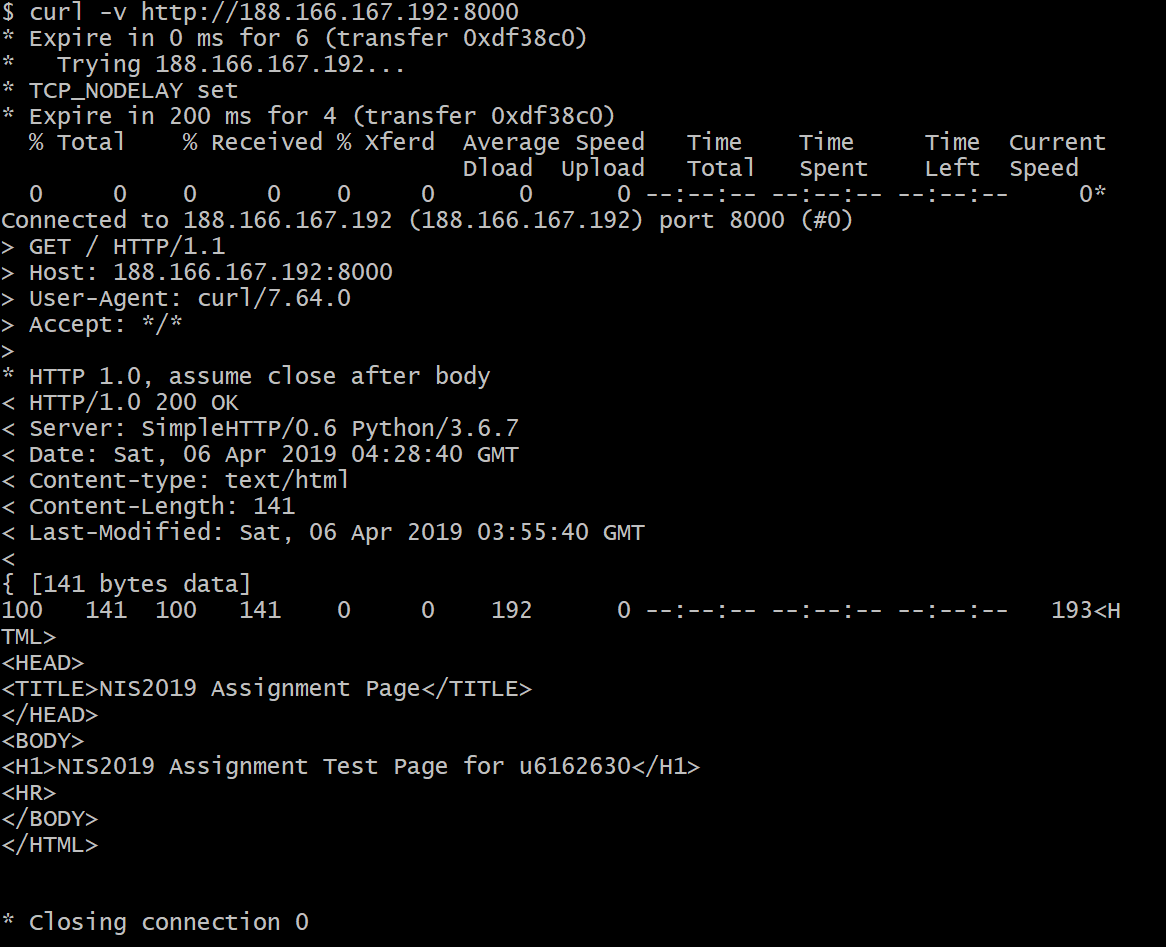 $ curl -v http://188.166.167.192:8000
* Expire in 0 ms for 6 (transfer 0xdf38c0)
*   Trying 188.166.167.192...
* TCP_NODELAY set
* Expire in 200 ms for 4 (transfer 0xdf38c0)
  % Total    % Received % Xferd  Average Speed   Time    Time     Time  Current
                                 Dload  Upload   Total   Spent    Left  Speed
  0     0    0     0    0     0      0      0 --:--:-- --:--:-- --:--:--     0*
Connected to 188.166.167.192 (188.166.167.192) port 8000 (#0)
> GET / HTTP/1.1
> Host: 188.166.167.192:8000
> User-Agent: curl/7.64.0
> Accept: */*
>
* HTTP 1.0, assume close after body
< HTTP/1.0 200 OK
< Server: SimpleHTTP/0.6 Python/3.6.7
< Date: Sat, 06 Apr 2019 04:28:40 GMT
< Content-type: text/html
< Content-Length: 141
< Last-Modified: Sat, 06 Apr 2019 03:55:40 GMT
<
{ [141 bytes data]
100   141  100   141    0     0    192      0 --:--:-- --:--:-- --:--:--   193<H
TML>
<HEAD>
<TITLE>NIS2019 Assignment Page</TITLE>
</HEAD>
<BODY>
<H1>NIS2019 Assignment Test Page for u6162630</H1>
<HR>
</BODY>
</HTML>
* Closing connection 0